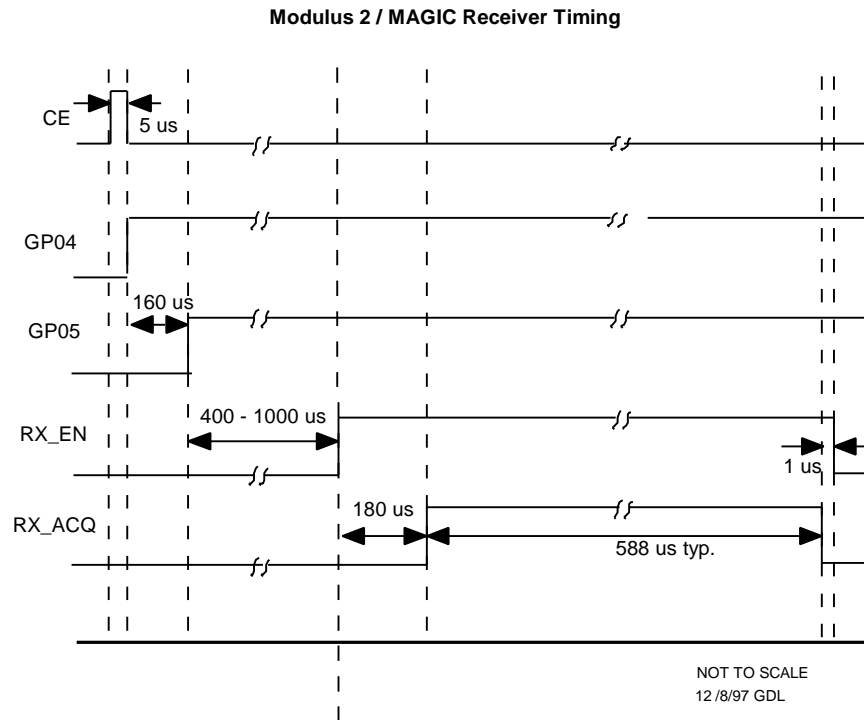 Modulus 2 / MAGIC Receiver Timing
CE
5 us
GP04
160 us
GP05
400 - 1000 us
RX_EN
1 us
180 us
RX_ACQ
588 us typ.
NOT TO SCALE
12 /8/97 GDL